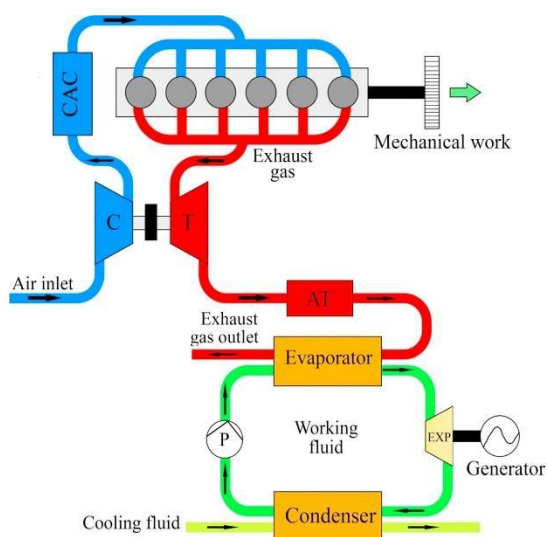 CAC
Mechanical work
Exhaust
gas
C
T
Air inlet
AT
Exhaust
gas outlet
Evaporator
P
Working
fluid
EXP
Generator
Cooling fluid
Condenser